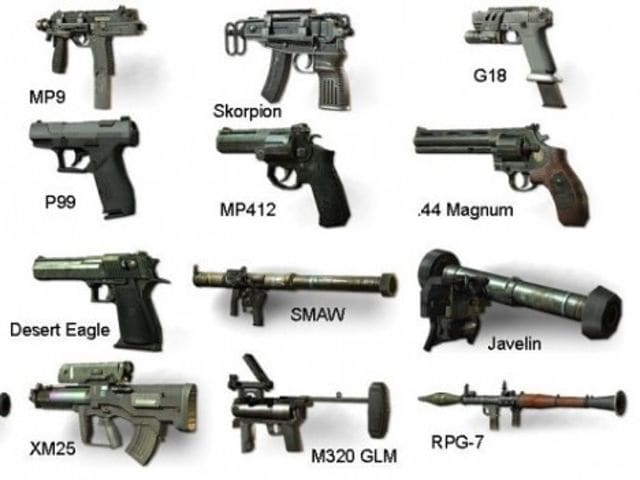 MP9
Skorpion
G18
P99
MP412
.44 Magnum
Desert Eagle
SMAW
Javelin
XM25
M320 GLM
RPG-7